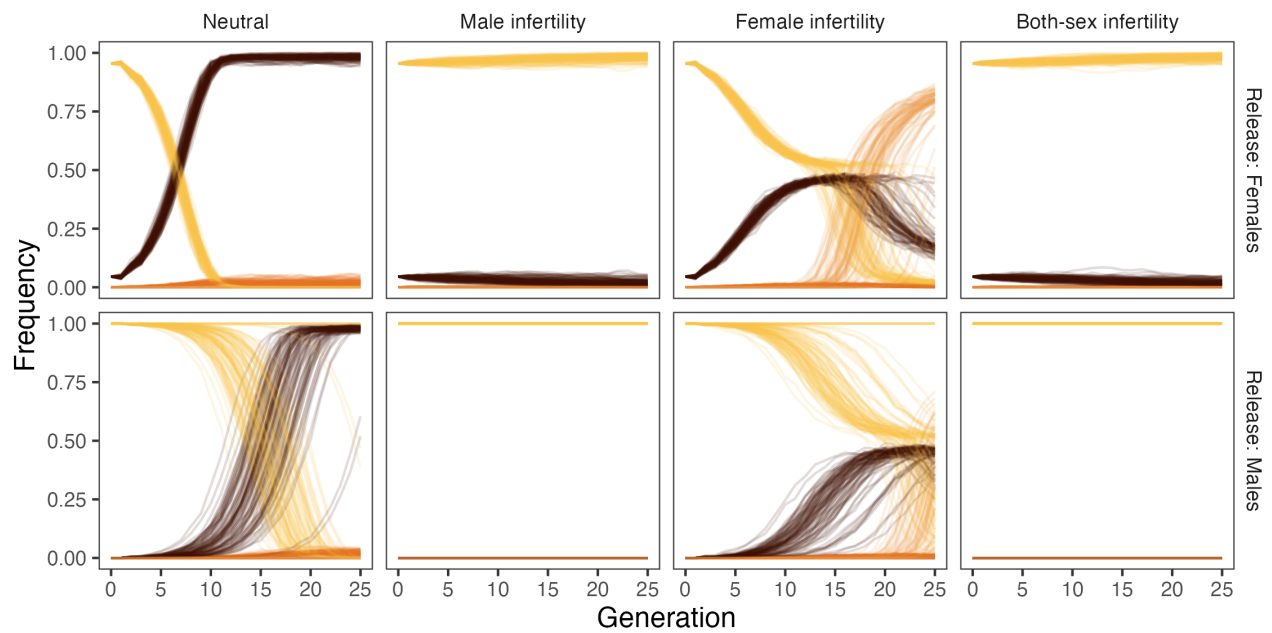 Neutral Male infertility Female infertility Both-sex infertility
1.00
0.75
0.50
0.25
0.00
Release: Females
1.00
0.75
0.50
0.25
0.00
Release: Males
Frequency
0 5 10 15 20 25 0 5 10 15 20 25 0 5 10 15 20 25 0 5 10 15 20 25
Generation